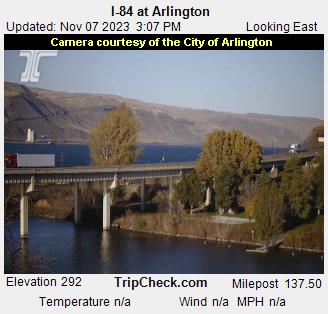 I-84 at Arlington
Updated: Nov 07 2023 3:07 PM Looking East
Camera courtesy of the City of Arlington
Elevation 292 TripCheck.com Milepost 137.50
Temperature n/a Wind n/a MPH n/a